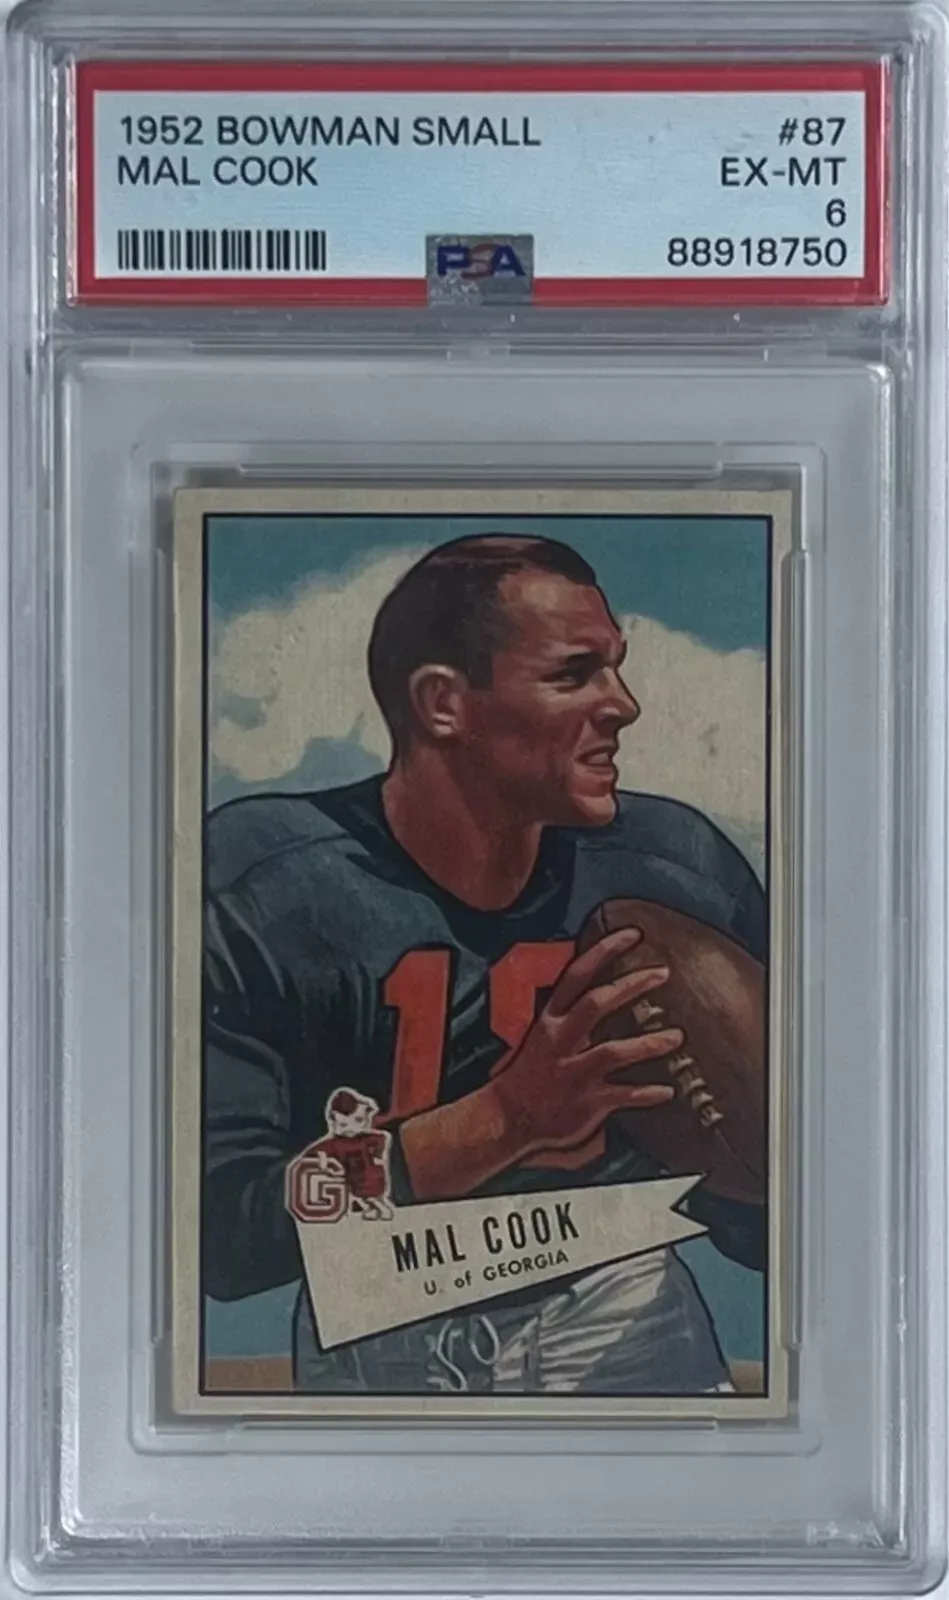 1952 BOWMAN SMALL #87
MAL COOK EX-MT
6
PSA 88918750
G
MAL COOK
U. of GEORGIA